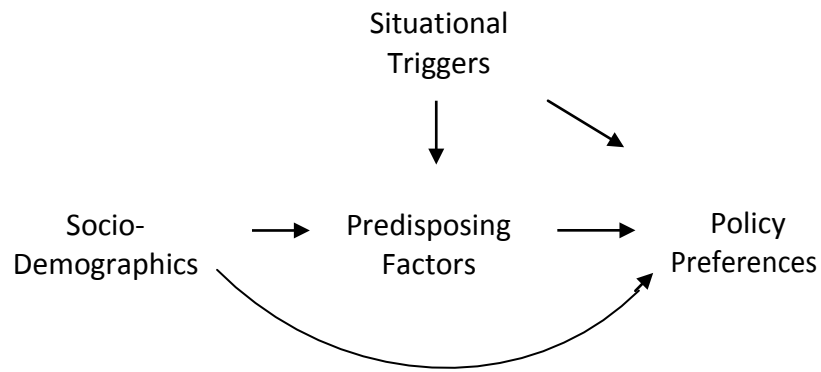 Situational
Triggers
Socio-
Demographics
Predisposing
Factors
Policy
Preferences